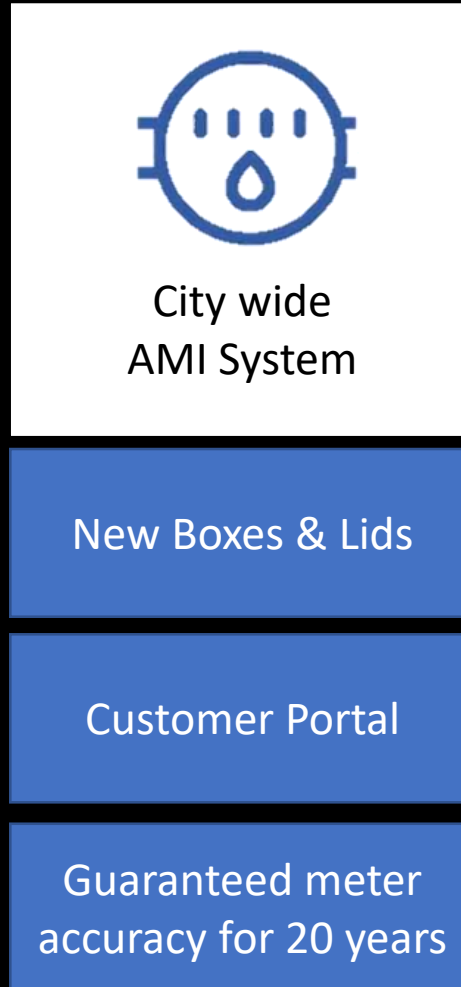 City wide
AMI System
New Boxes & Lids
Customer Portal
Guaranteed meter
accuracy for 20 years